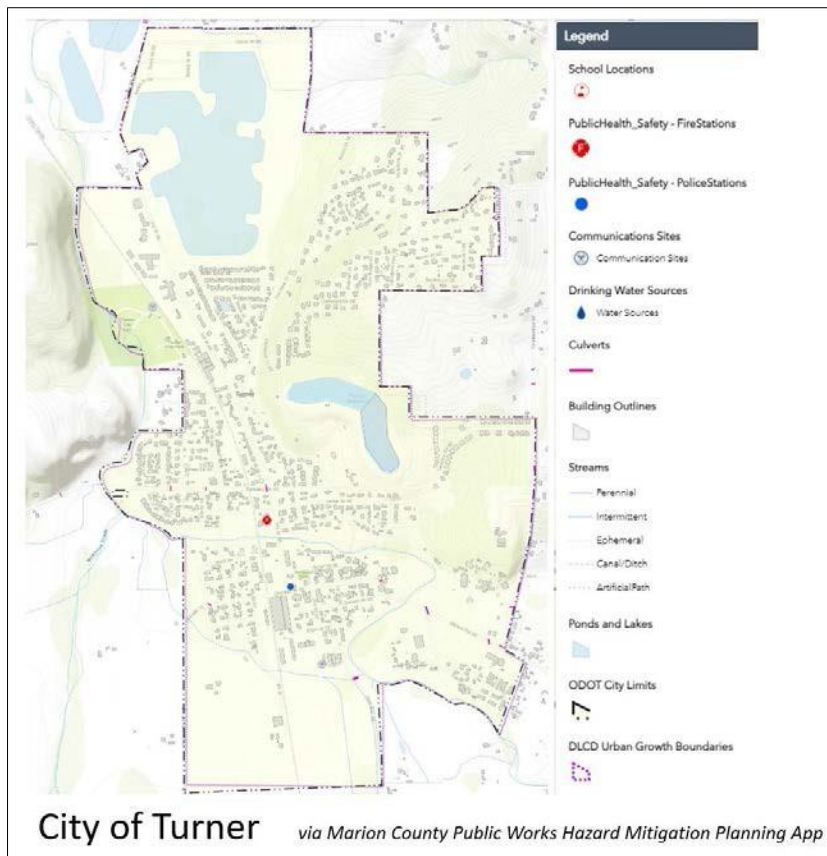 Legend
School Locations
PublicHealth_Safety - FireStations
F
PublicHealth_Safety - PoliceStations
Communications Sites
Communication Sites
Drinking Water Sources
Water Sources
Culverts
Building Outlines
Streams
Perennial
Intermittent
Ephemeral
Canal/Ditch
ArtificialPath
Ponds and Lakes
ODOT City Limits
DLCD Urban Growth Boundaries
Turner
F
City of Turner
via Marion County Public Works Hazard Mitigation Planning App